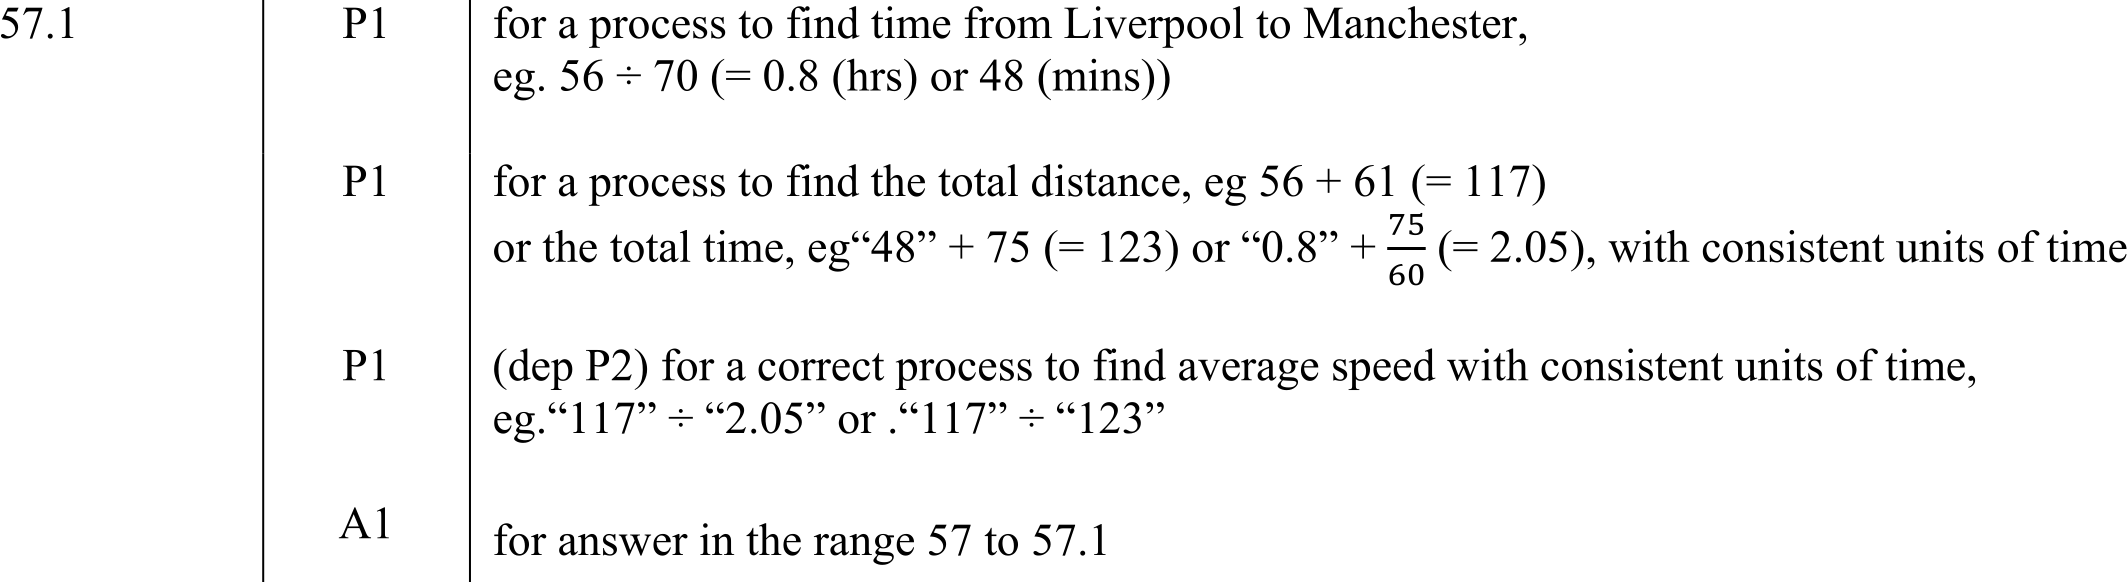 57.1 P1 for a process to find time from Liverpool to Manchester,
eg. 56 ÷ 70 (= 0.8 (hrs) or 48 (mins))
P1 for a process to find the total distance, eg 56 + 61 (= 117)
or the total time, eg“48” + 75 (= 123) or “0.8” + 75/60 (= 2.05), with consistent units of time
P1 (dep P2) for a correct process to find average speed with consistent units of time,
eg.“117” ÷ “2.05” or .“117” ÷ “123”
A1 for answer in the range 57 to 57.1